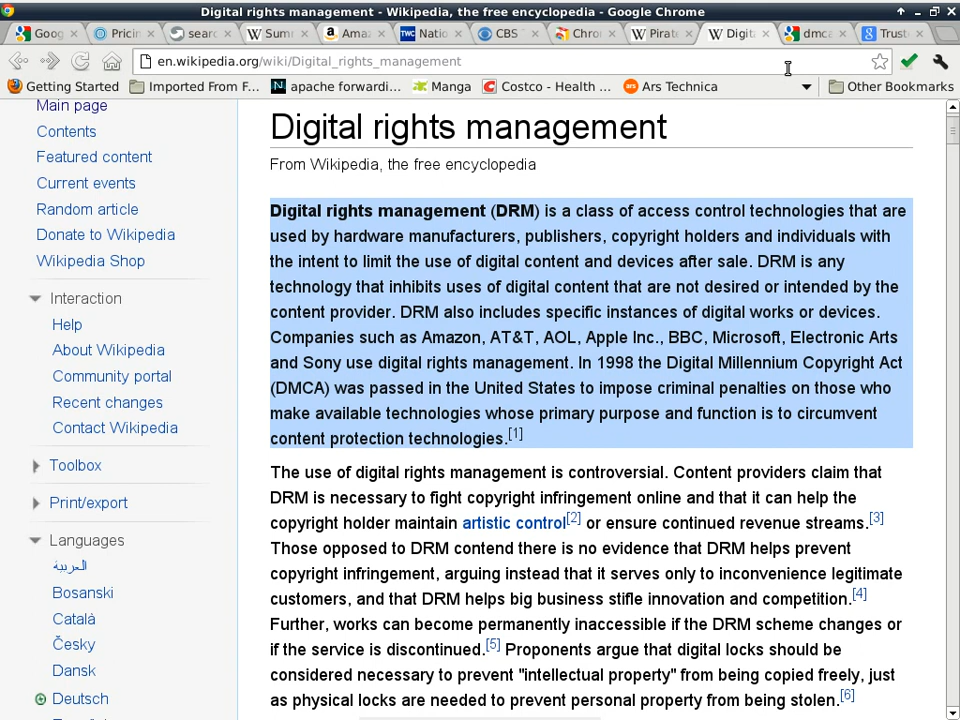 Digital rights management - Wikipedia, the free encyclopedia - Google Chrome
Goog
Pricin
searc
W Sumn
a Amaz
TWC Natio
CBS
Chron
W Pirate
W Digita
dmca
Trust
en.wikipedia.org/wiki/Digital_rights_management
Getting Started
Imported From F...
N apache forwardi...
Manga
C Costco - Health ...
ars Ars Technica
Other Bookmarks
Main page
Contents
Featured content
Current events
Random article
Donate to Wikipedia
Wikipedia Shop
Interaction
Help
About Wikipedia
Community portal
Recent changes
Contact Wikipedia
Toolbox
Print/export
Languages
العربية
Bosanski
Català
Česky
Dansk
Deutsch
Digital rights management
From Wikipedia, the free encyclopedia
Digital rights management (DRM) is a class of access control technologies that are
used by hardware manufacturers, publishers, copyright holders and individuals with
the intent to limit the use of digital content and devices after sale. DRM is any
technology that inhibits uses of digital content that are not desired or intended by the
content provider. DRM also includes specific instances of digital works or devices.
Companies such as Amazon, AT&T, AOL, Apple Inc., BBC, Microsoft, Electronic Arts
and Sony use digital rights management. In 1998 the Digital Millennium Copyright Act
(DMCA) was passed in the United States to impose criminal penalties on those who
make available technologies whose primary purpose and function is to circumvent
content protection technologies.[1]
The use of digital rights management is controversial. Content providers claim that
DRM is necessary to fight copyright infringement online and that it can help the
copyright holder maintain artistic control[2] or ensure continued revenue streams.[3]
Those opposed to DRM contend there is no evidence that DRM helps prevent
copyright infringement, arguing instead that it serves only to inconvenience legitimate
customers, and that DRM helps big business stifle innovation and competition.[4]
Further, works can become permanently inaccessible if the DRM scheme changes or
if the service is discontinued.[5] Proponents argue that digital locks should be
considered necessary to prevent "intellectual property" from being copied freely, just
as physical locks are needed to prevent personal property from being stolen.[6]